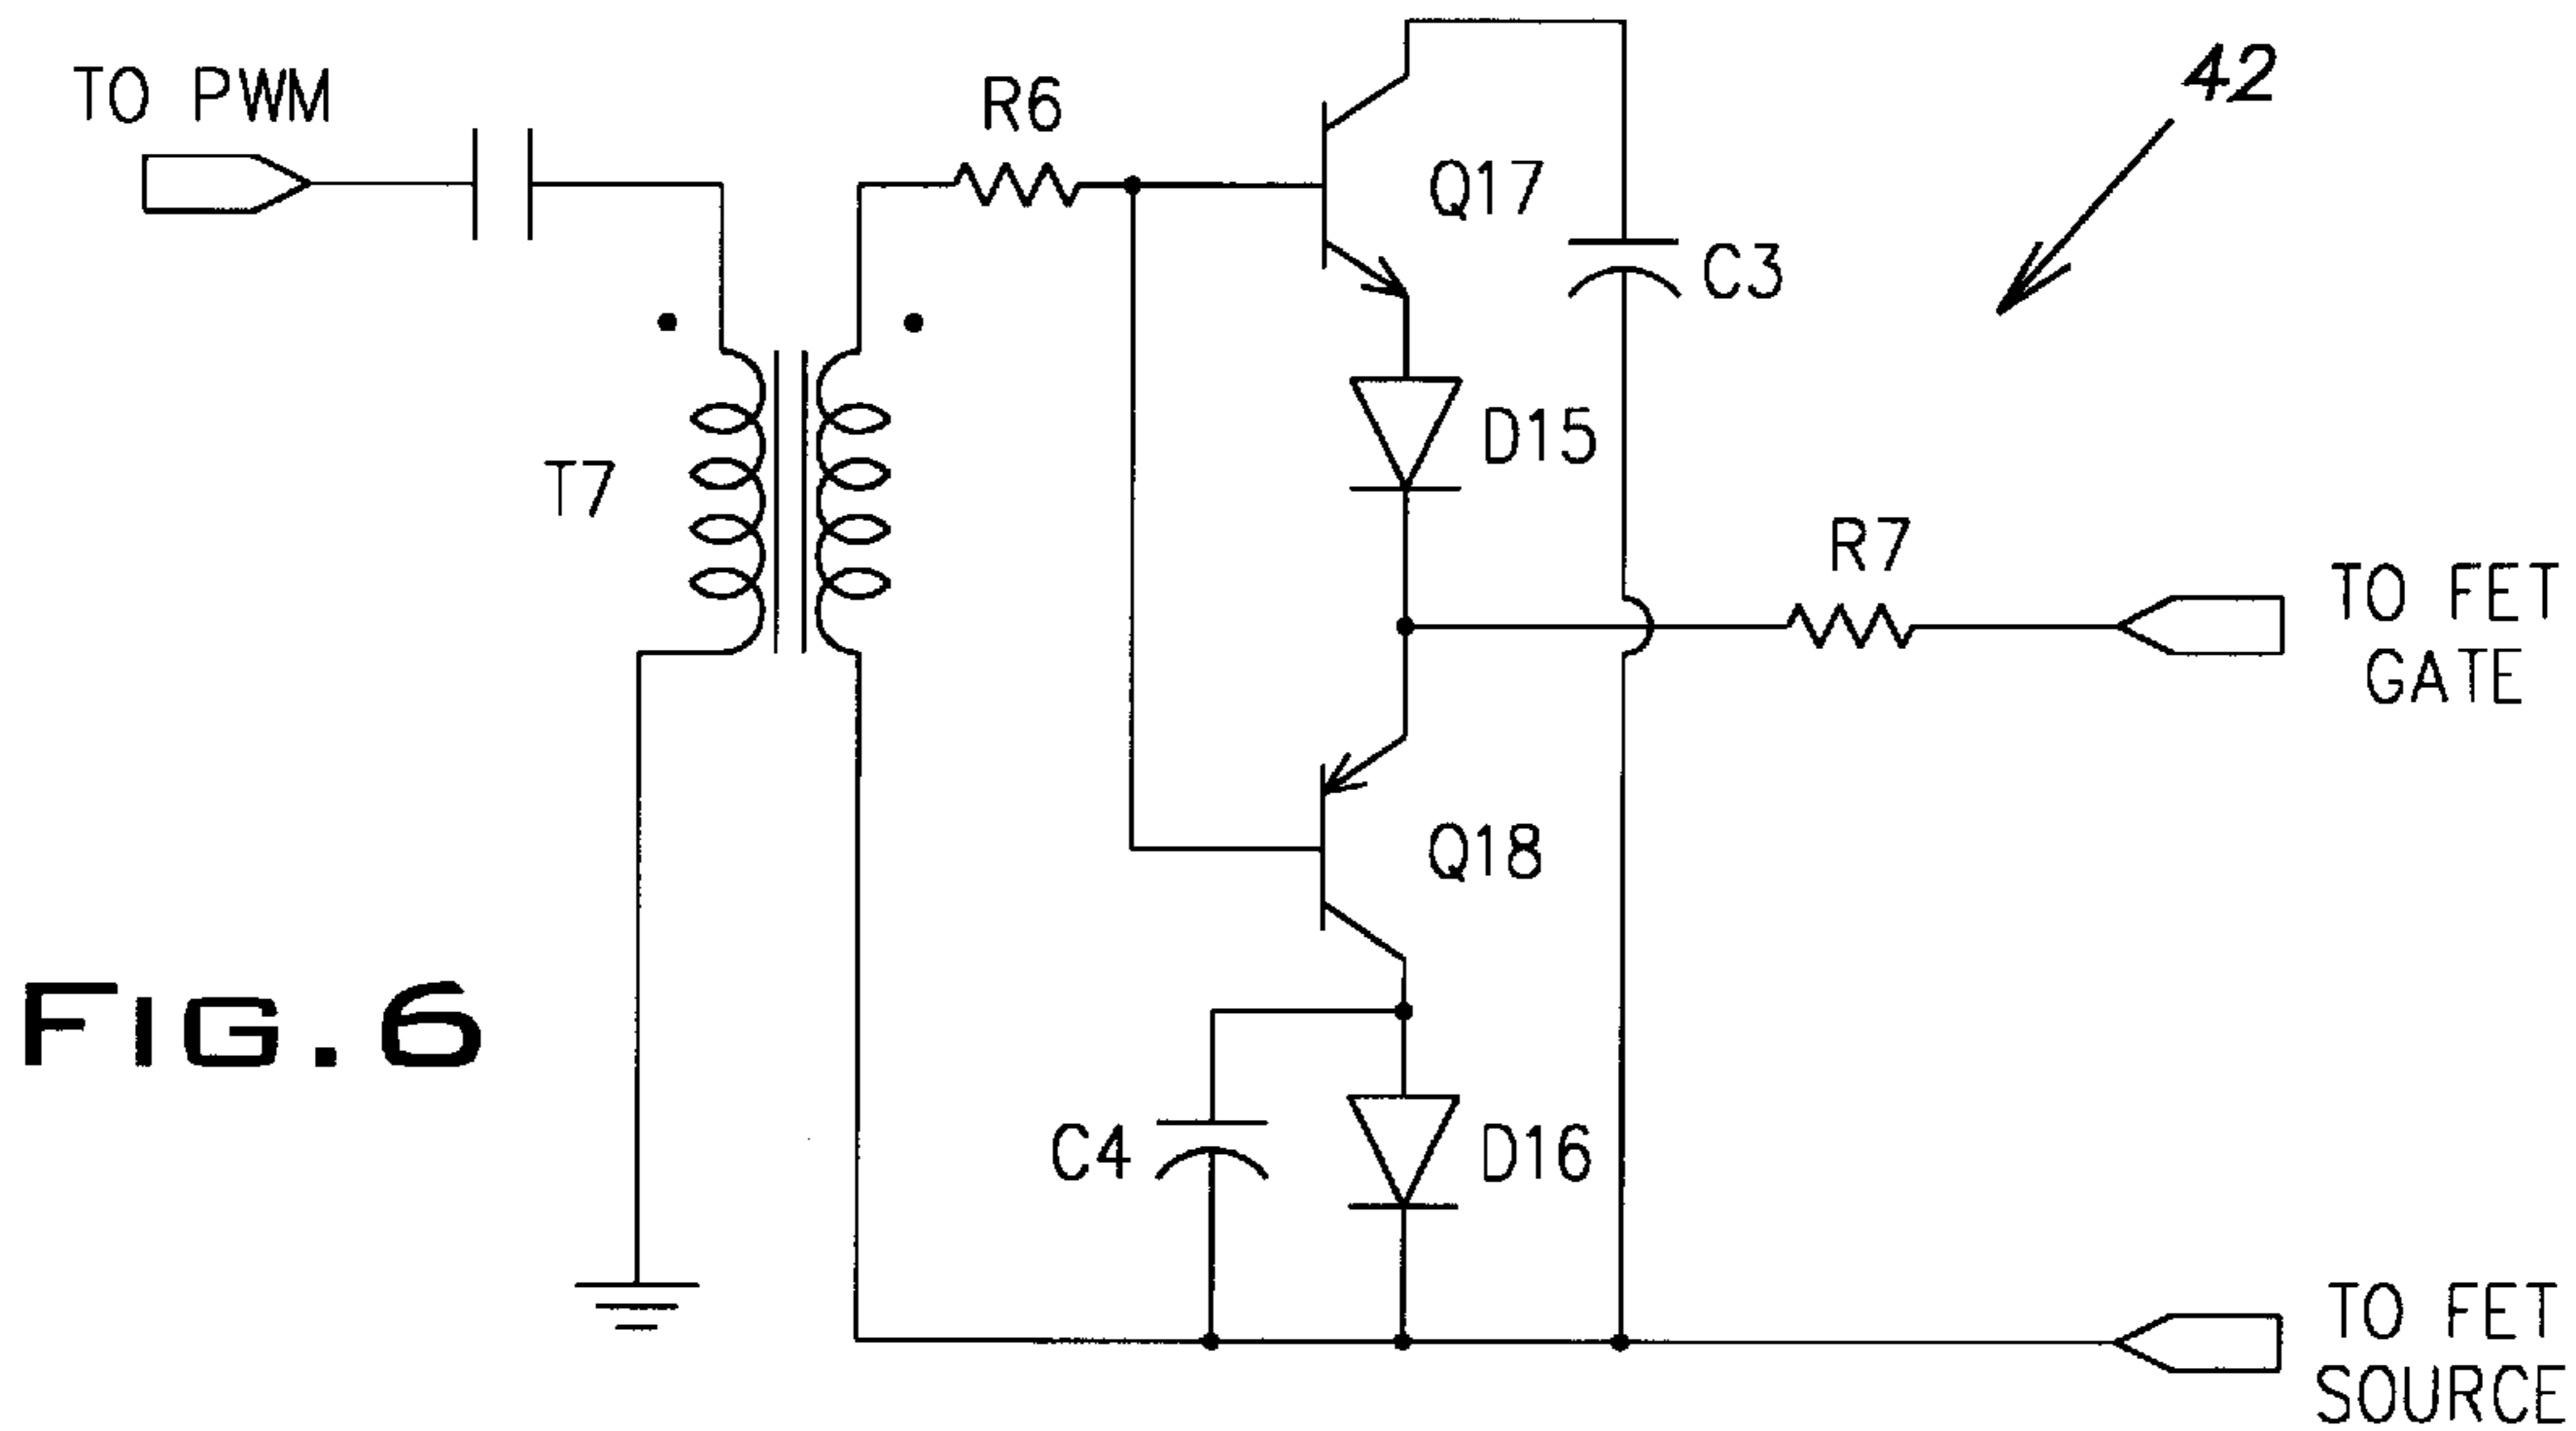 TO PWM
R6
42
Q17
C3
D15
T7
R7
TO FET
GATE
Q18
FIG. 6
C4
D16
TO FET
SOURCE